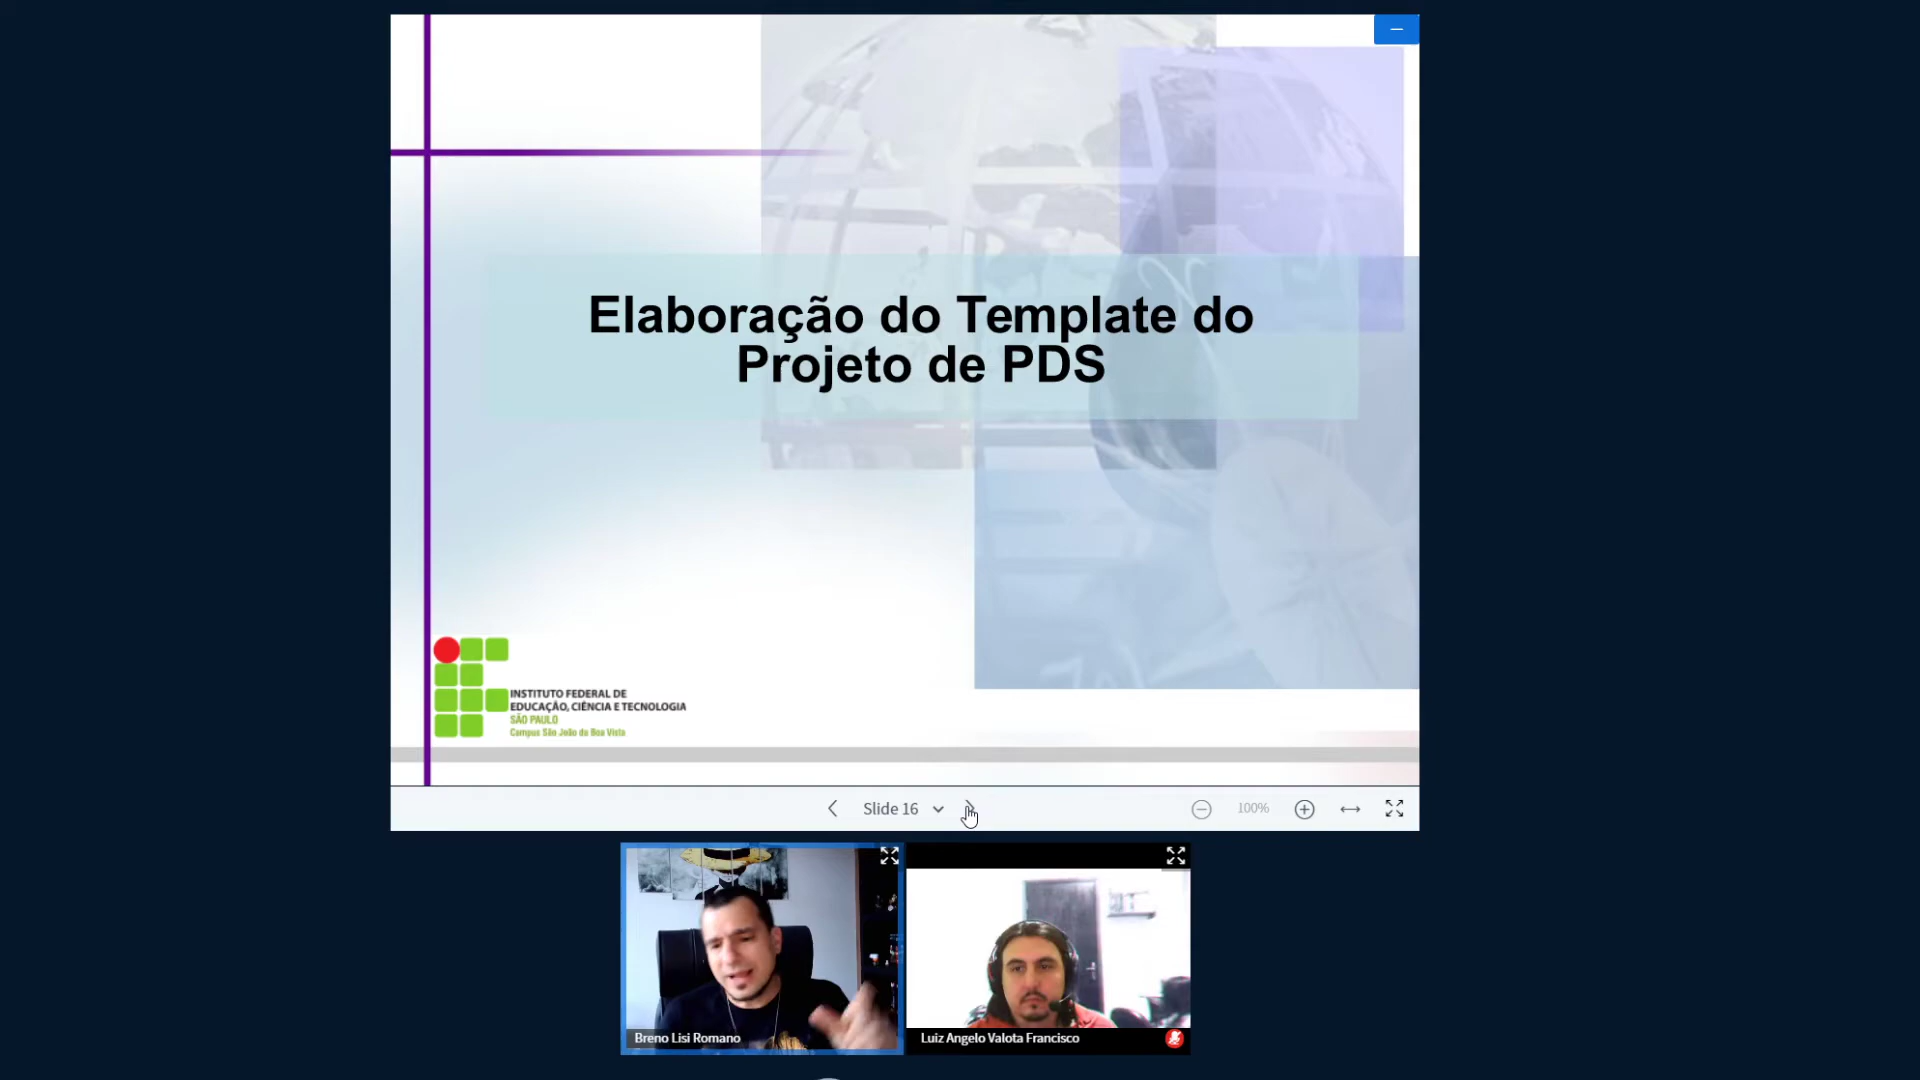 Elaboração do Template do
Projeto de PDS
INSTITUTO FEDERAL DE
EDUCAÇÃO, CIÊNCIA E TECNOLOGIA
SÃO PAULO
Campus São João da Boa Vista
Slide 16
100%
Breno Lisi Romano
Luiz Angelo Valota Francisco